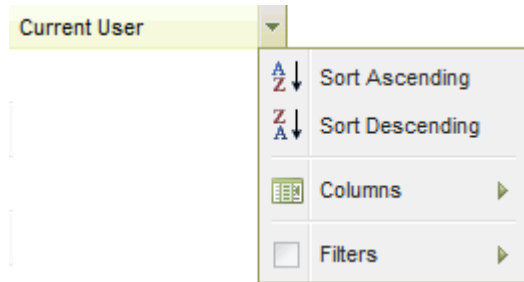 Current User
Sort Ascending
Sort Descending
Columns
Filters